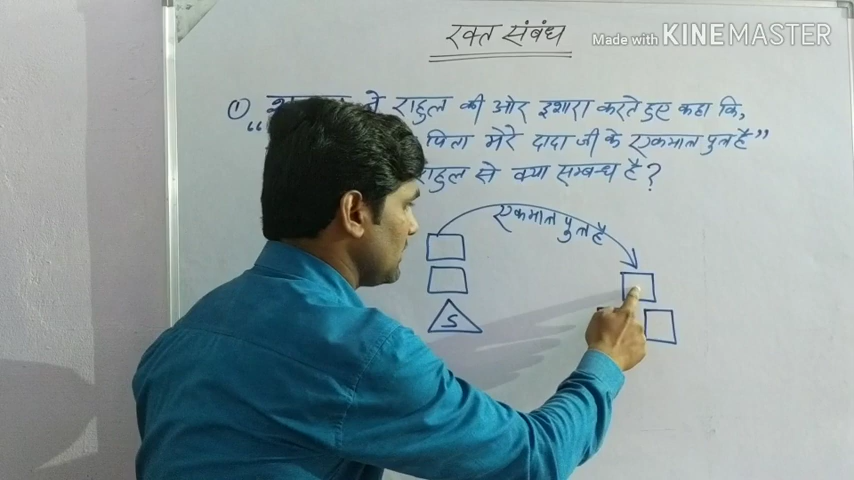 रक्त संबंध
Made with KINEMASTER
① ने राहुल की ओर इशारा करते हुए कहा कि,
“ पिता मेरे दादा जी के एकमात्र पुत्र है”
राहुल से क्या सम्बन्ध है?
एकमात्र पुत्र है
S